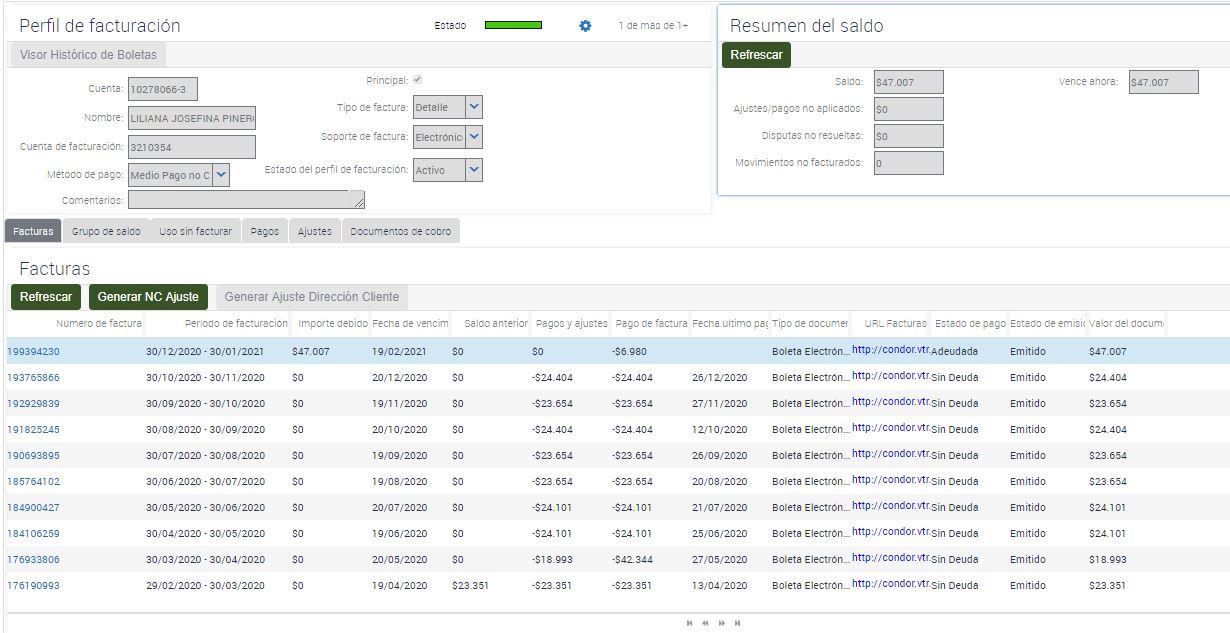 Perfil de facturación
Estado
1 de más de 1+
Visor Histórico de Boletas
Cuenta: 10278066-3
Principal:
Nombre: LILIANA JOSEFINA PINER
Tipo de factura: Detalle
Cuenta de facturación: 3210354
Soporte de factura: Electrónic
Método de pago: Medio Pago no C
Estado del perfil de facturación: Activo
Comentarios:
Resumen del saldo
Refrescar
Saldo: $47.007 Vence ahora: $47.007
Ajustes/pagos no aplicados: $0
Disputas no resueltas: $0
Movimientos no facturados: 0
Facturas Grupo de saldo Uso sin facturar Pagos Ajustes Documentos de cobro
Facturas
Refrescar Generar NC Ajuste Generar Ajuste Dirección Cliente
Número de factura Periodo de facturación Importe debido Fecha de vencim Saldo anterior Pagos y ajustes Pago de factura Fecha último pag Tipo de documer URL Facturas Estado de pago Estado de emisió Valor del docum
199394230 30/12/2020 - 30/01/2021 $47.007 19/02/2021 $0 $0 -$6.980 Boleta Electrón... http://condor.vtr. Adeudada Emitido $47.007
193765866 30/10/2020 - 30/11/2020 $0 20/12/2020 $0 -$24.404 -$24.404 26/12/2020 Boleta Electrón... http://condor.vtr. Sin Deuda Emitido $24.404
192929839 30/09/2020 - 30/10/2020 $0 19/11/2020 $0 -$23.654 -$23.654 27/11/2020 Boleta Electrón... http://condor.vtr. Sin Deuda Emitido $23.654
191825245 30/08/2020 - 30/09/2020 $0 20/10/2020 $0 -$24.404 -$24.404 12/10/2020 Boleta Electrón... http://condor.vtr. Sin Deuda Emitido $24.404
190693895 30/07/2020 - 30/08/2020 $0 19/09/2020 $0 -$23.654 -$23.654 26/09/2020 Boleta Electrón... http://condor.vtr. Sin Deuda Emitido $23.654
185764102 30/06/2020 - 30/07/2020 $0 19/08/2020 $0 -$23.654 -$23.654 20/08/2020 Boleta Electrón... http://condor.vtr. Sin Deuda Emitido $23.654
184900427 30/05/2020 - 30/06/2020 $0 20/07/2020 $0 -$24.101 -$24.101 21/07/2020 Boleta Electrón... http://condor.vtr. Sin Deuda Emitido $24.101
184106259 30/04/2020 - 30/05/2020 $0 19/06/2020 $0 -$24.101 -$24.101 25/06/2020 Boleta Electrón... http://condor.vtr. Sin Deuda Emitido $24.101
176933806 30/03/2020 - 30/04/2020 $0 20/05/2020 $0 -$18.993 -$42.344 27/05/2020 Boleta Electrón... http://condor.vtr. Sin Deuda Emitido $18.993
176190993 29/02/2020 - 30/03/2020 $0 19/04/2020 $23.351 -$23.351 -$23.351 13/04/2020 Boleta Electrón... http://condor.vtr. Sin Deuda Emitido $23.351